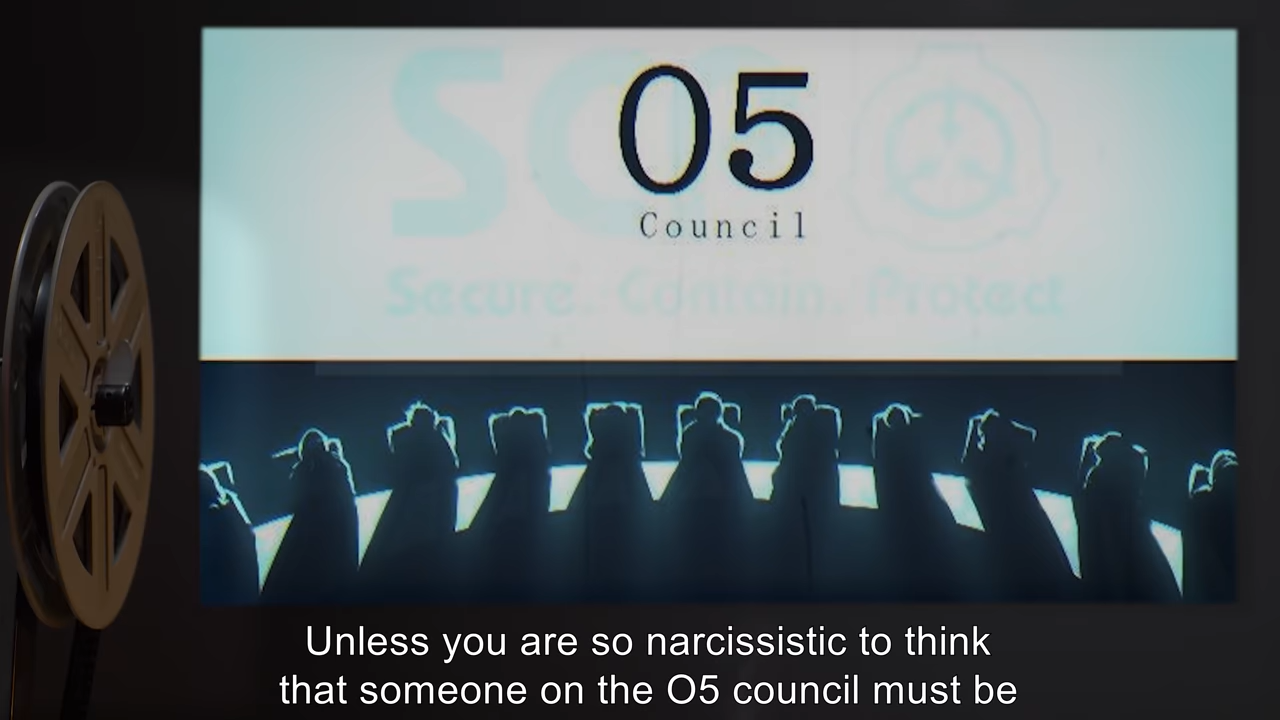 SCP
O5
Council
Secure. Contain. Protect
Unless you are so narcissistic to think
that someone on the O5 council must be